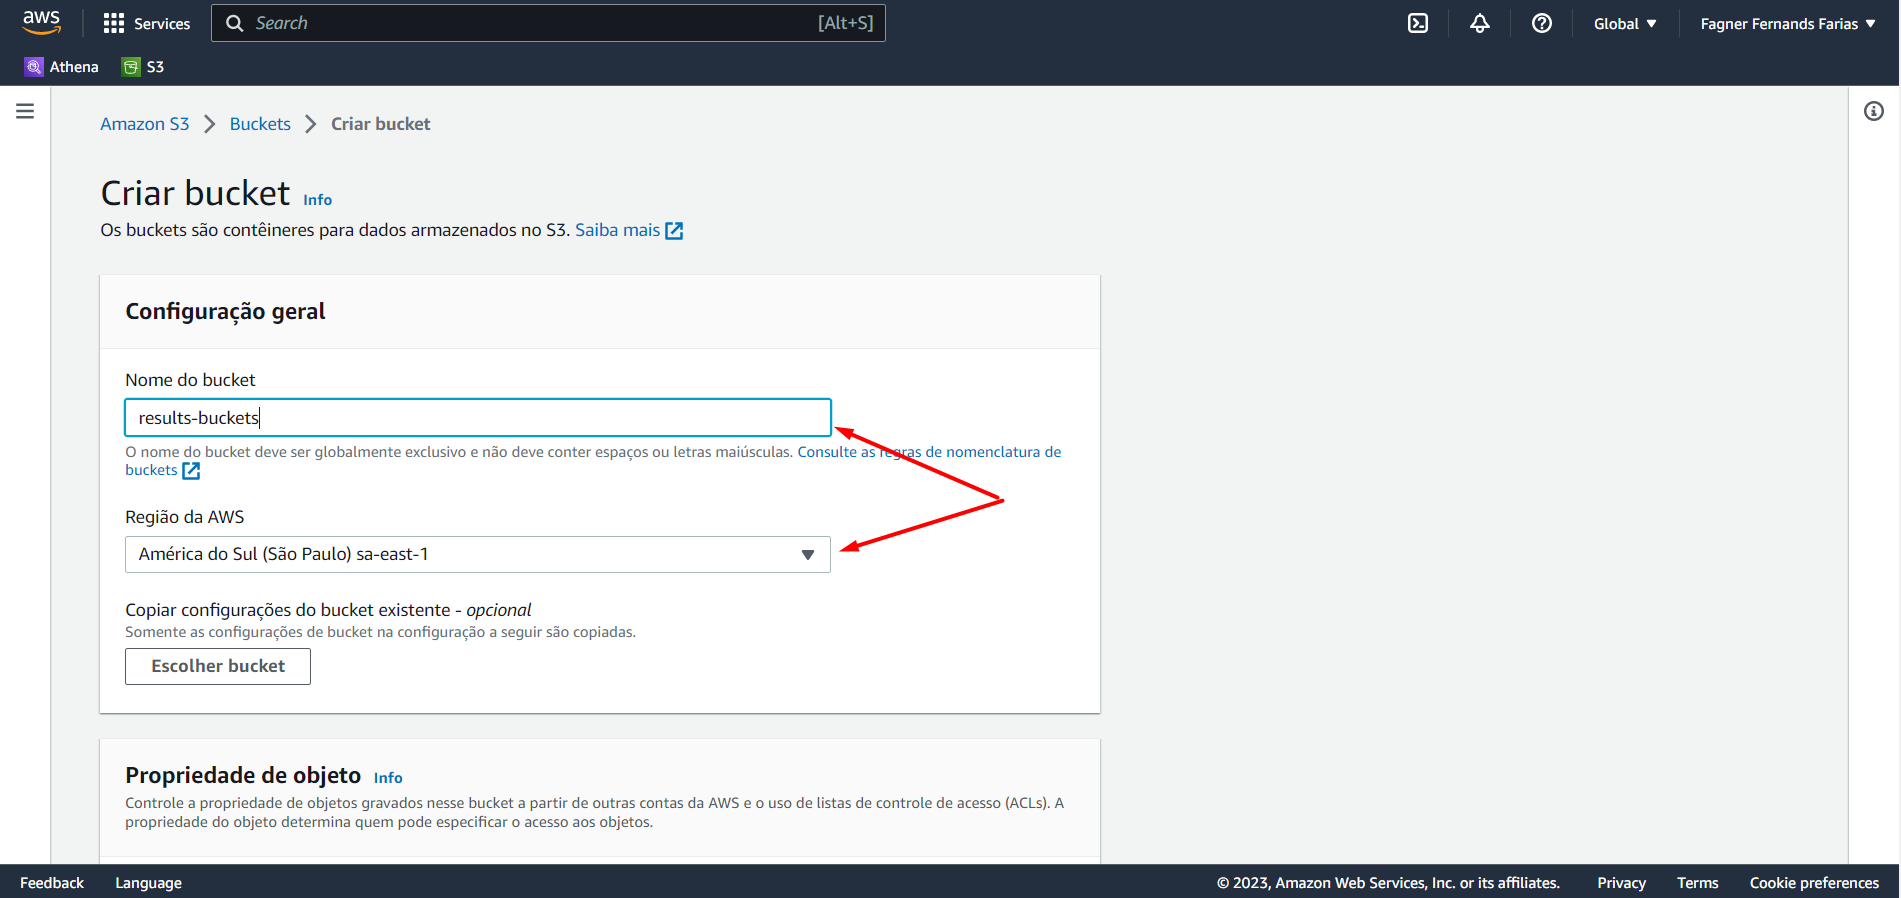 aws Services Search [Alt+S] Global Fagner Fernands Farias
Athena S3
Amazon S3 Buckets Criar bucket
Criar bucket Info
Os buckets são contêineres para dados armazenados no S3. Saiba mais
Configuração geral
Nome do bucket
results-buckets
O nome do bucket deve ser globalmente exclusivo e não deve conter espaços ou letras maiúsculas. Consulte as regras de nomenclatura de
buckets
Região da AWS
América do Sul (São Paulo) sa-east-1
Copiar configurações do bucket existente - opcional
Somente as configurações de bucket na configuração a seguir são copiadas.
Escolher bucket
Propriedade de objeto Info
Controle a propriedade de objetos gravados nesse bucket a partir de outras contas da AWS e o uso de listas de controle de acesso (ACLs). A
propriedade do objeto determina quem pode especificar o acesso aos objetos.
Feedback Language © 2023, Amazon Web Services, Inc. or its affiliates. Privacy Terms Cookie preferences